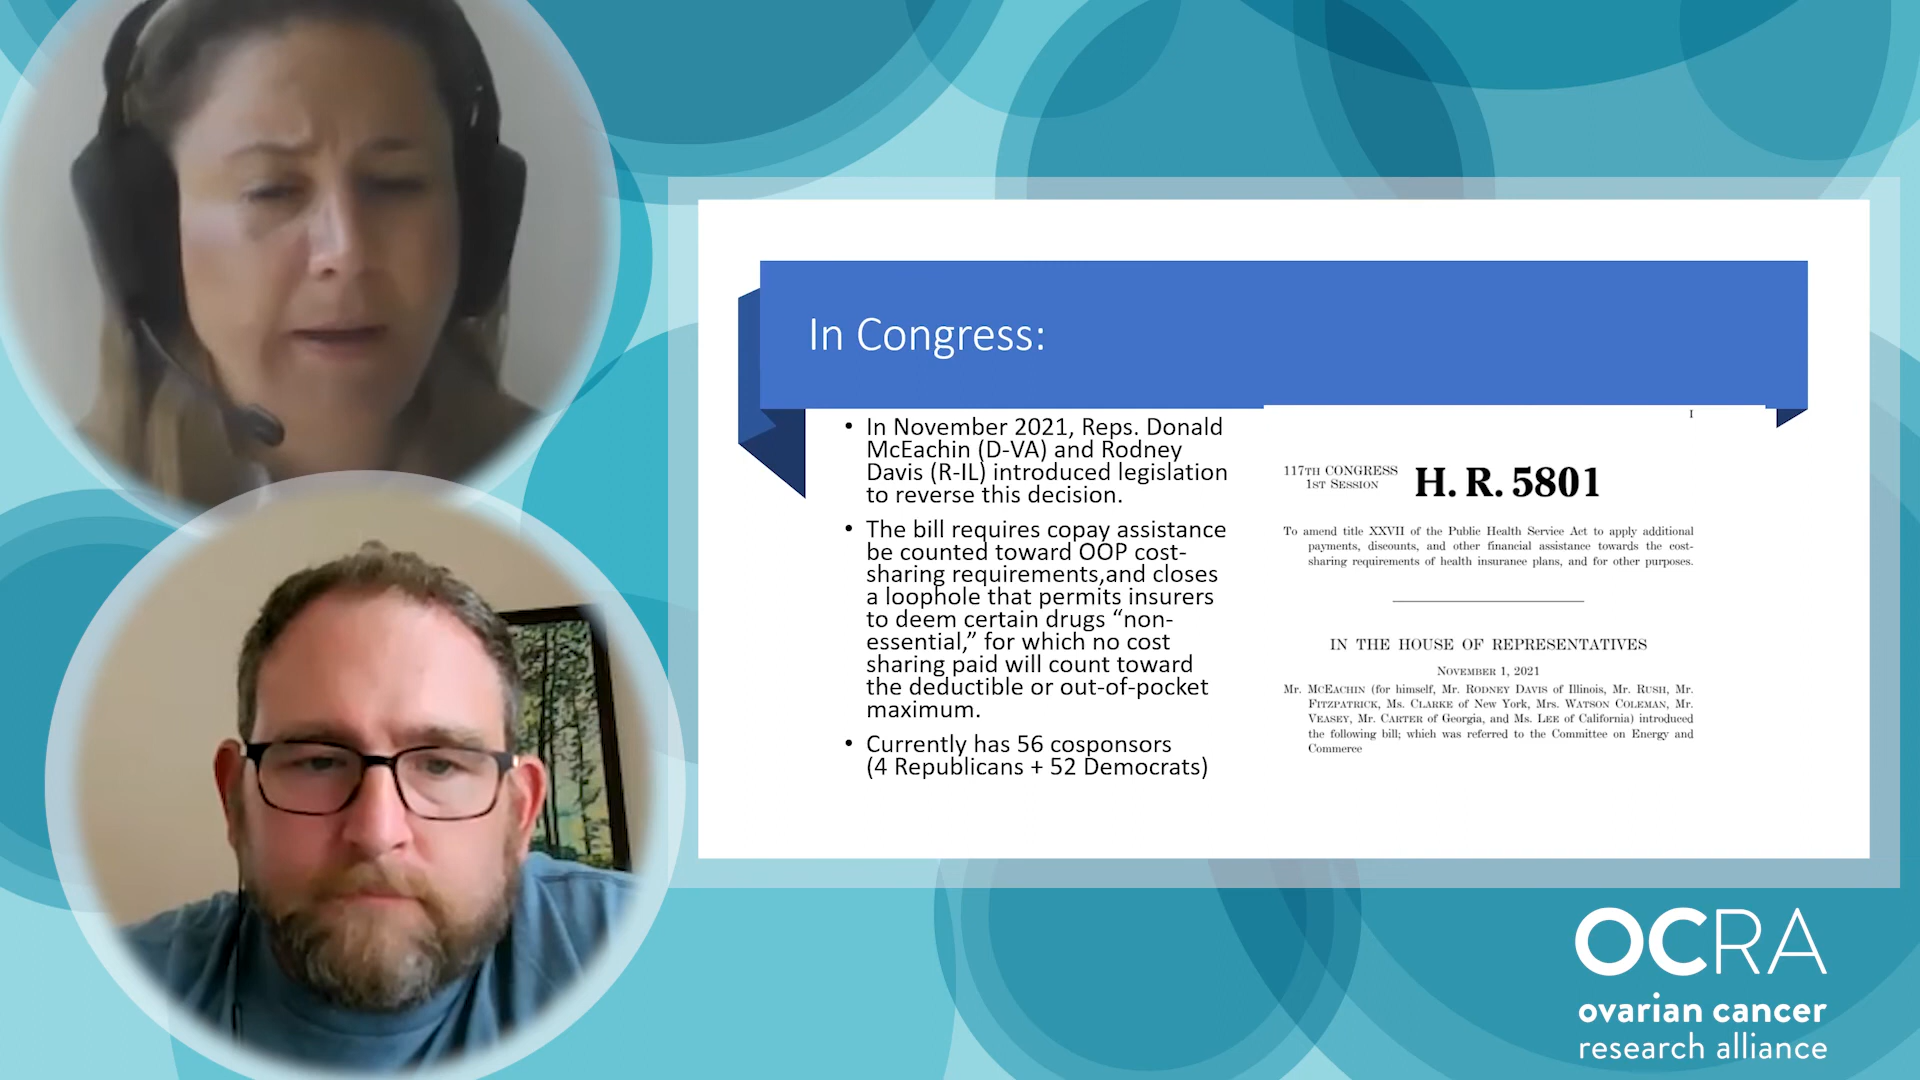 In Congress:
• In November 2021, Reps. Donald
McEachin (D-VA) and Rodney
Davis (R-IL) introduced legislation
to reverse this decision.
• The bill requires copay assistance
be counted toward OOP cost-
sharing requirements,and closes
a loophole that permits insurers
to deem certain drugs “non-
essential,” for which no cost
sharing paid will count toward
the deductible or out-of-pocket
maximum.
• Currently has 56 cosponsors
(4 Republicans + 52 Democrats)
I
117TH CONGRESS
1ST SESSION
H. R. 5801
To amend title XXVII of the Public Health Service Act to apply additional
payments, discounts, and other financial assistance towards the cost-
sharing requirements of health insurance plans, and for other purposes.
IN THE HOUSE OF REPRESENTATIVES
NOVEMBER 1, 2021
Mr. MCEACHIN (for himself, Mr. RODNEY DAVIS of Illinois, Mr. RUSH, Mr.
FITZPATRICK, Ms. CLARKE of New York, Mrs. WATSON COLEMAN, Mr.
VEASEY, Mr. CARTER of Georgia, and Ms. LEE of California) introduced
the following bill; which was referred to the Committee on Energy and
Commerce
OCRA
ovarian cancer
research alliance